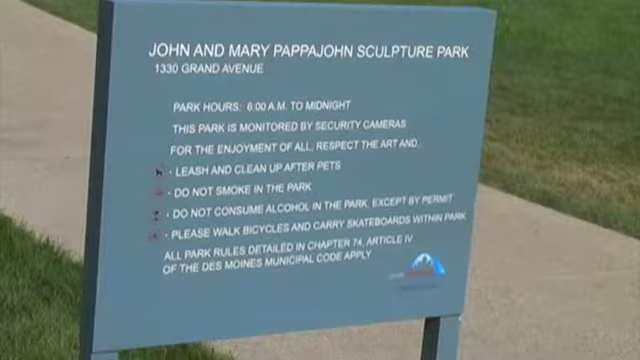 JOHN AND MARY PAPPAJOHN SCULPTURE PARK
1330 GRAND AVENUE
PARK HOURS: 6:00 A.M. TO MIDNIGHT
THIS PARK IS MONITORED BY SECURITY CAMERAS
FOR THE ENJOYMENT OF ALL, RESPECT THE ART AND...
- LEASH AND CLEAN UP AFTER PETS
- DO NOT SMOKE IN THE PARK
- DO NOT CONSUME ALCOHOL IN THE PARK, EXCEPT BY PERMIT
- PLEASE WALK BICYCLES AND CARRY SKATEBOARDS WITHIN PARK
ALL PARK RULES DETAILED IN CHAPTER 74, ARTICLE IV
OF THE DES MOINES MUNICIPAL CODE APPLY